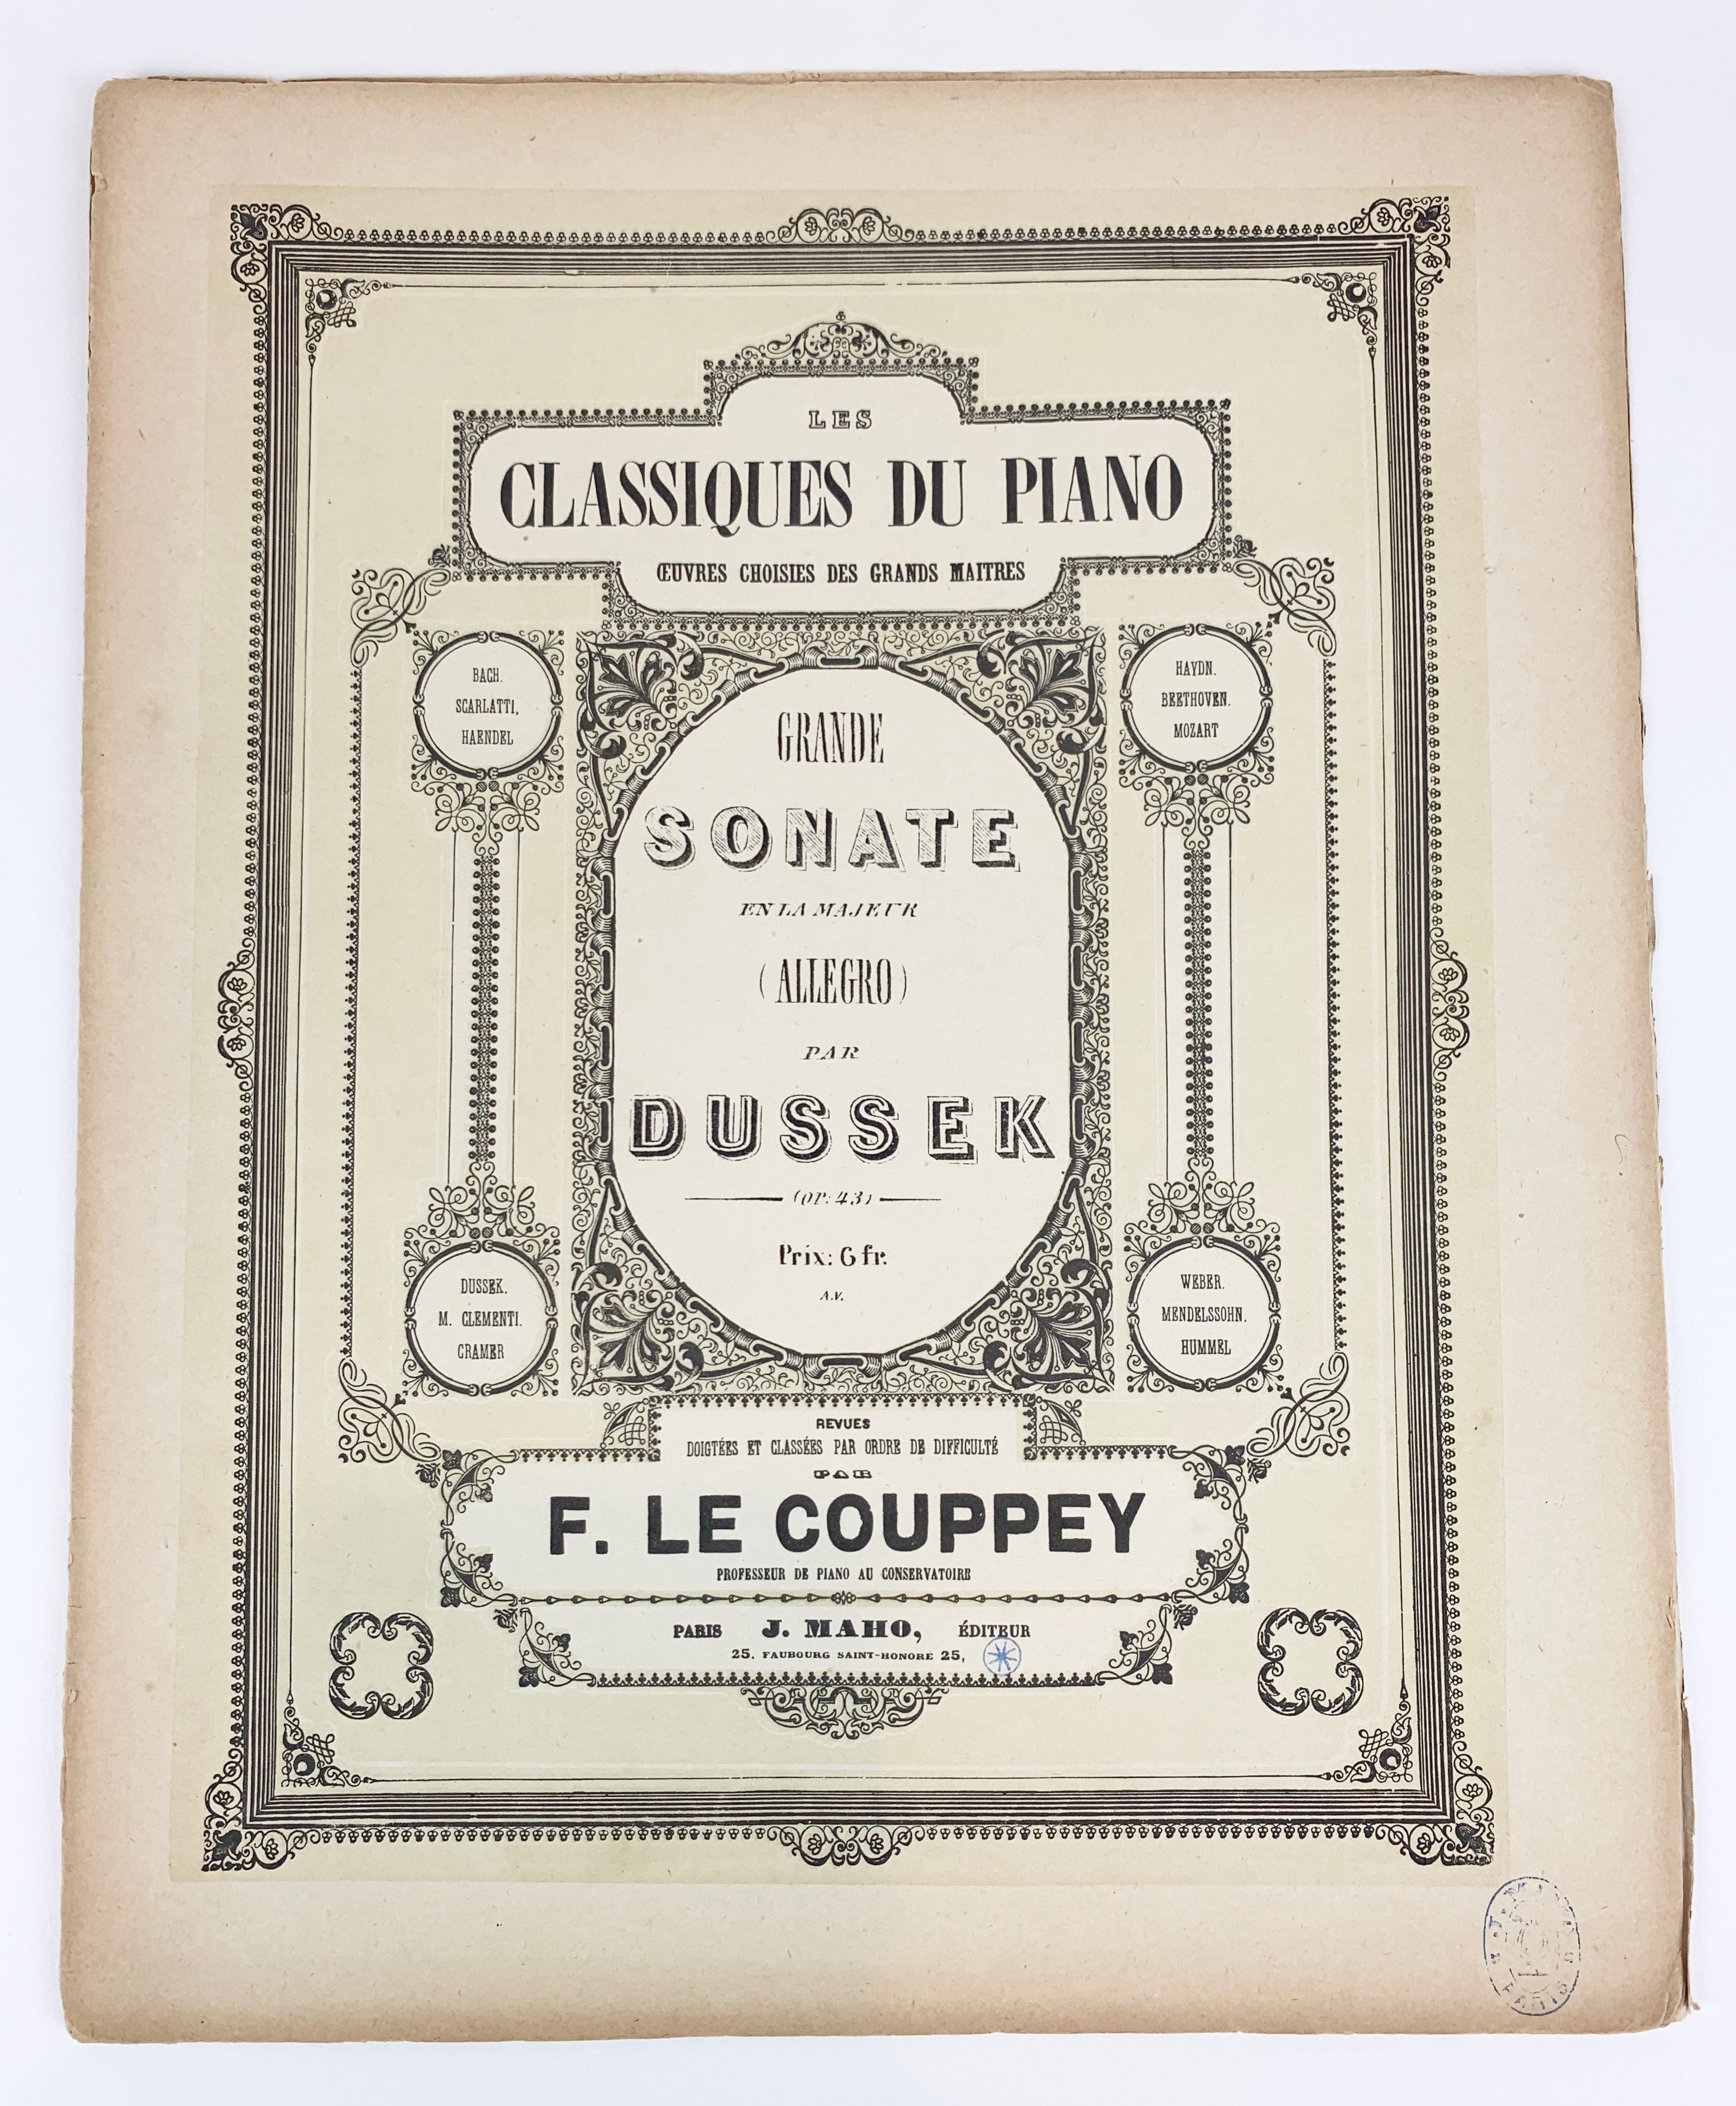 LES
CLASSIQUES DU PIANO
ŒUVRES CHOISIES DES GRANDS MAITRES
BACH.
SCARLATTI,
HAENDEL
HAYDN.
BEETHOVEN.
MOZART
GRANDE
SONATE
EN LA MAJEUR
(ALLEGRO)
PAR
DUSSEK
(OP: 43)
Prix: 6 fr.
A.V.
DUSSEK.
M. CLEMENTI.
CRAMER
WEBER.
MENDELSSOHN.
HUMMEL
REVUES
DOIGTÉES ET CLASSÉES PAR ORDRE DE DIFFICULTÉ
PAR
F. LE COUPPEY
PROFESSEUR DE PIANO AU CONSERVATOIRE
PARIS J. MAHO, ÉDITEUR
25, FAUBOURG SAINT-HONORÉ 25,